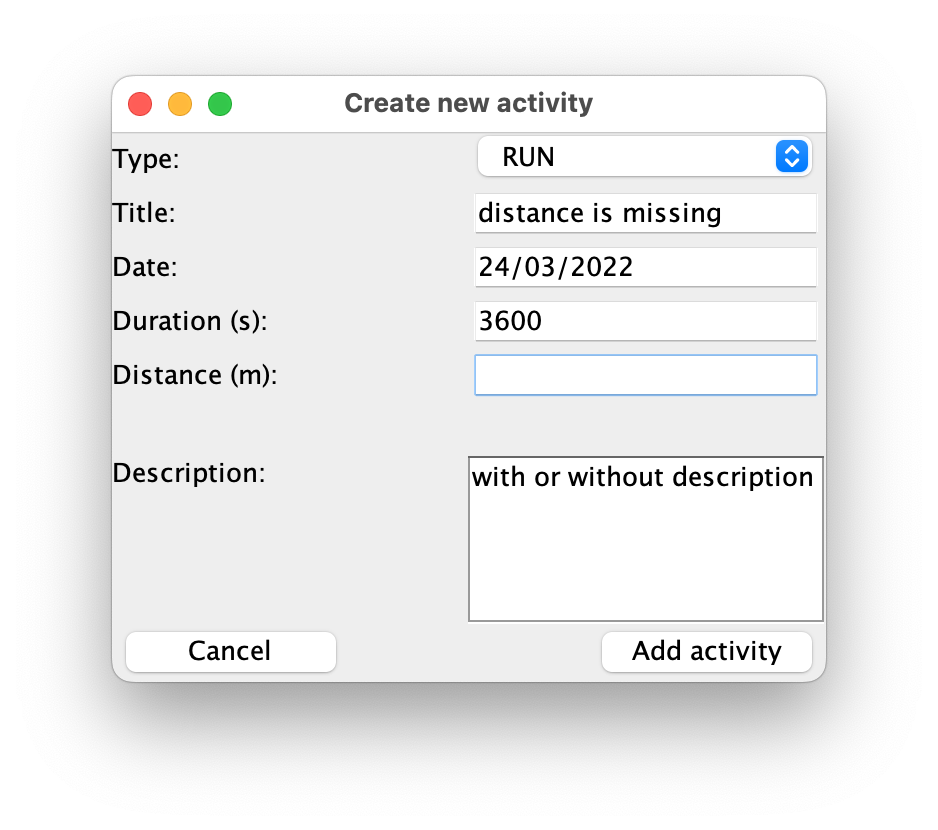 Create new activity
Type: RUN
Title: distance is missing
Date: 24/03/2022
Duration (s): 3600
Distance (m):
Description: with or without description
Cancel Add activity